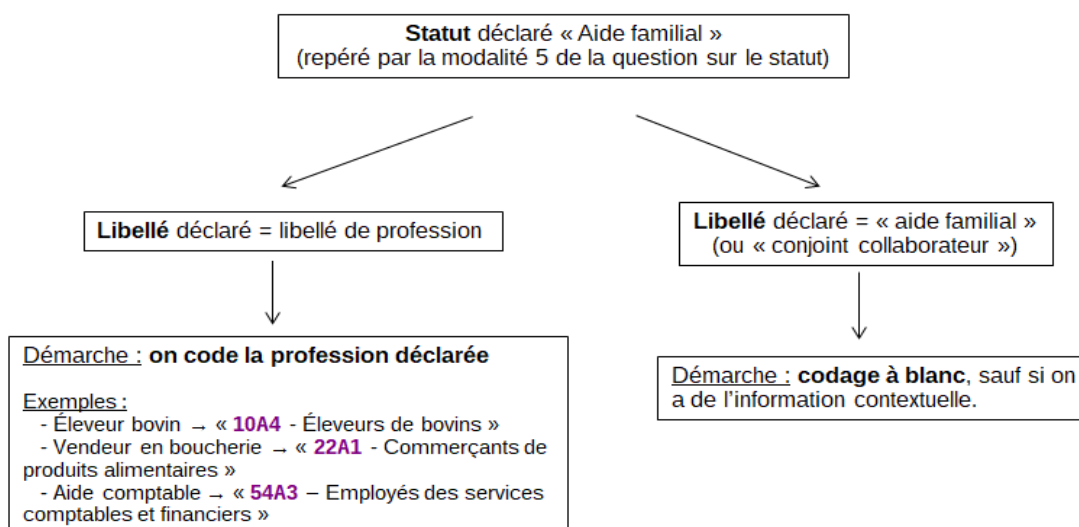 Statut déclaré « Aide familial »
(repéré par la modalité 5 de la question sur le statut)
Libellé déclaré = libellé de profession
Libellé déclaré = « aide familial »
(ou « conjoint collaborateur »)
Démarche : on code la profession déclarée
Exemples :
- Éleveur bovin → « 10A4 - Éleveurs de bovins »
- Vendeur en boucherie → « 22A1 - Commerçants de
produits alimentaires »
- Aide comptable → « 54A3 – Employés des services
comptables et financiers »
Démarche : codage à blanc, sauf si on
a de l’information contextuelle.